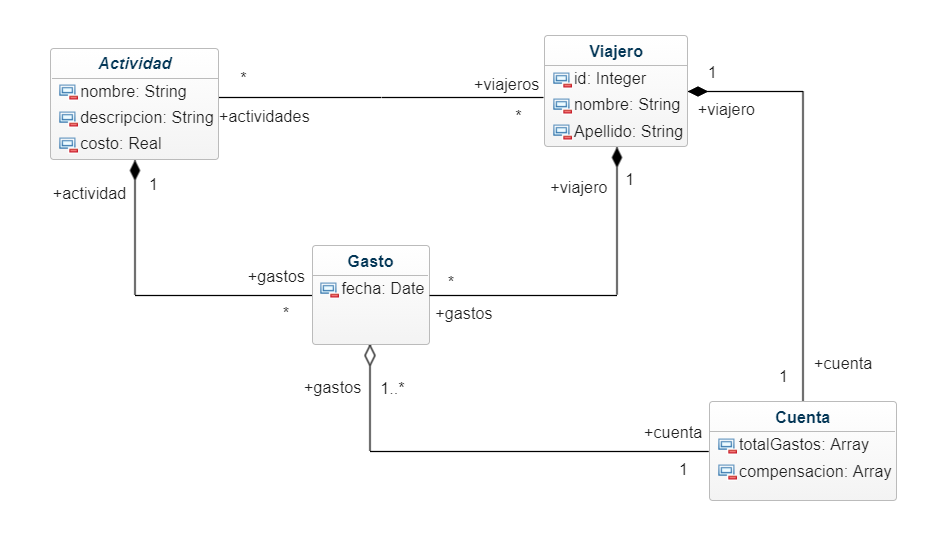 Actividad
nombre: String
descripcion: String
costo: Real
*
+actividades
+viajeros
*
Viajero
id: Integer
nombre: String
Apellido: String
1
+viajero
+actividad
1
+viajero
1
+gastos
*
Gasto
fecha: Date
*
+gastos
+gastos
1..*
+cuenta
1
+cuenta
1
Cuenta
totalGastos: Array
compensacion: Array